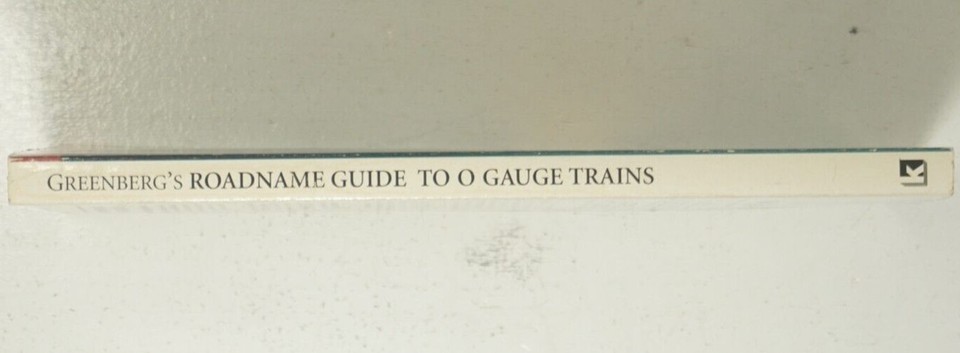 GREENBERG'S ROADNAME GUIDE TO O GAUGE TRAINS
K